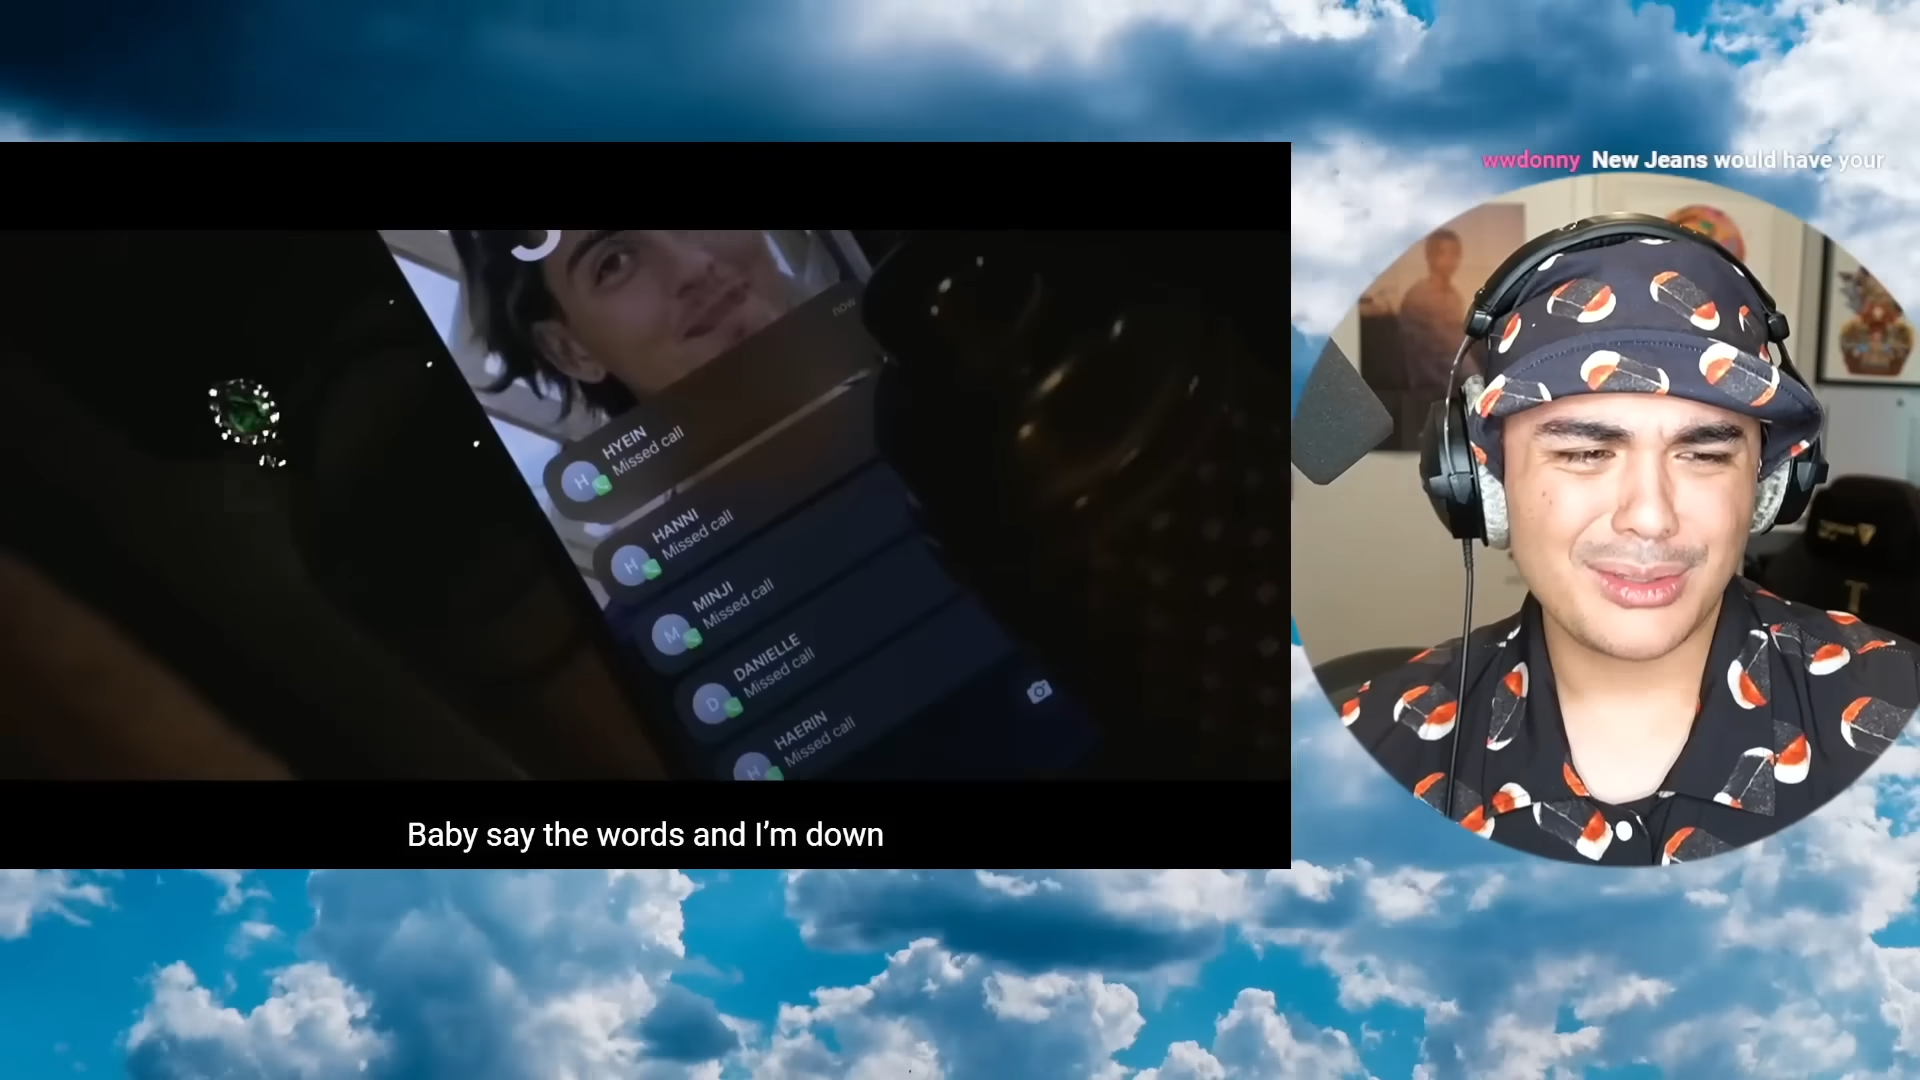 wwdonny New Jeans would have your
now
HYEIN
Missed call
H
HANNI
Missed call
H
MINJI
Missed call
M
DANIELLE
Missed call
D
HAERIN
Missed call
H
Baby say the words and I’m down